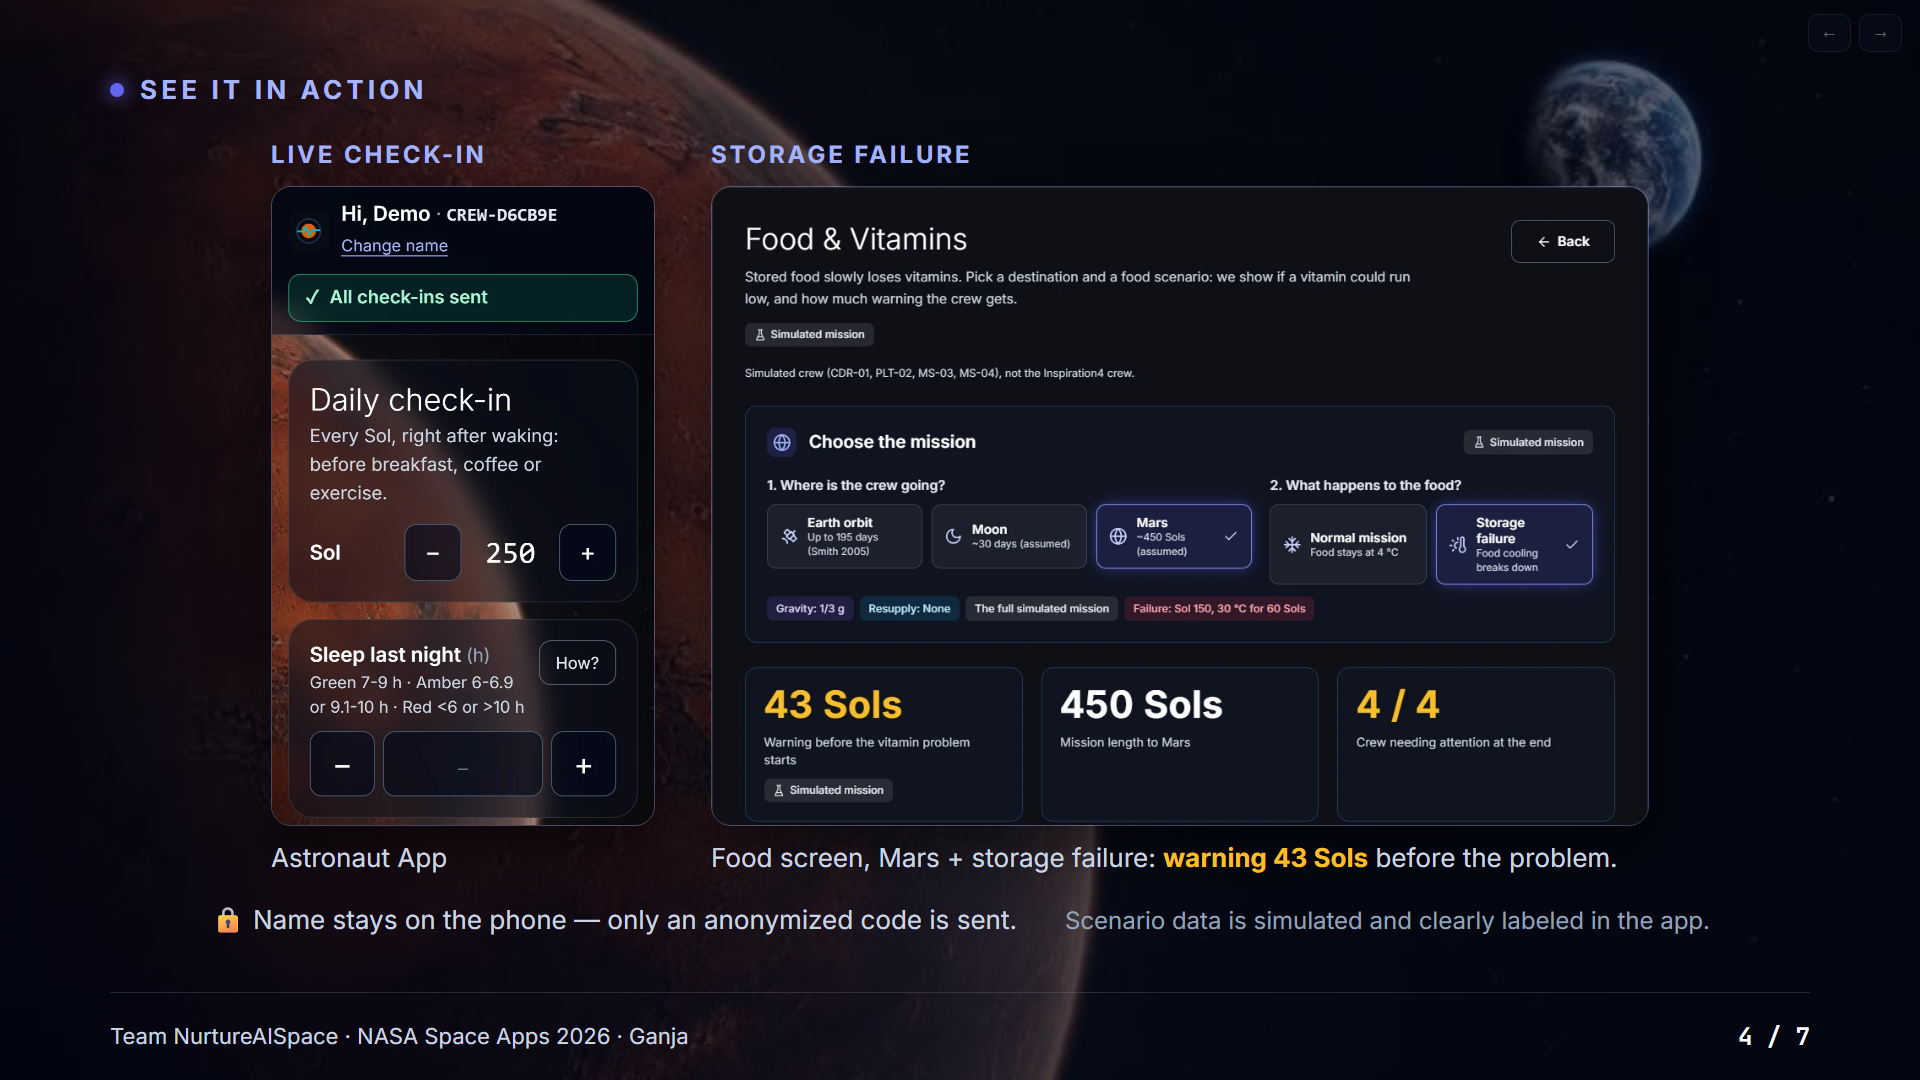 ← →
SEE IT IN ACTION
LIVE CHECK-IN
Hi, Demo · CREW-D6CB9E
Change name
✓ All check-ins sent
Daily check-in
Every Sol, right after waking:
before breakfast, coffee or
exercise.
Sol − 250 +
Sleep last night (h)
How?
Green 7-9 h · Amber 6-6.9
or 9.1-10 h · Red <6 or >10 h
− – +
Astronaut App
STORAGE FAILURE
Food & Vitamins
← Back
Stored food slowly loses vitamins. Pick a destination and a food scenario: we show if a vitamin could run
low, and how much warning the crew gets.
Simulated mission
Simulated crew (CDR-01, PLT-02, MS-03, MS-04), not the Inspiration4 crew.
Choose the mission
Simulated mission
1. Where is the crew going?
Earth orbit
Up to 195 days
(Smith 2005)
Moon
~30 days (assumed)
Mars
~450 Sols
(assumed)
2. What happens to the food?
Normal mission
Food stays at 4 °C
Storage
failure
Food cooling
breaks down
Gravity: 1/3 g
Resupply: None
The full simulated mission
Failure: Sol 150, 30 °C for 60 Sols
43 Sols
Warning before the vitamin problem
starts
Simulated mission
450 Sols
Mission length to Mars
4 / 4
Crew needing attention at the end
Food screen, Mars + storage failure: warning 43 Sols before the problem.
🔒 Name stays on the phone — only an anonymized code is sent.
Scenario data is simulated and clearly labeled in the app.
Team NurtureAISpace · NASA Space Apps 2026 · Ganja
4 / 7